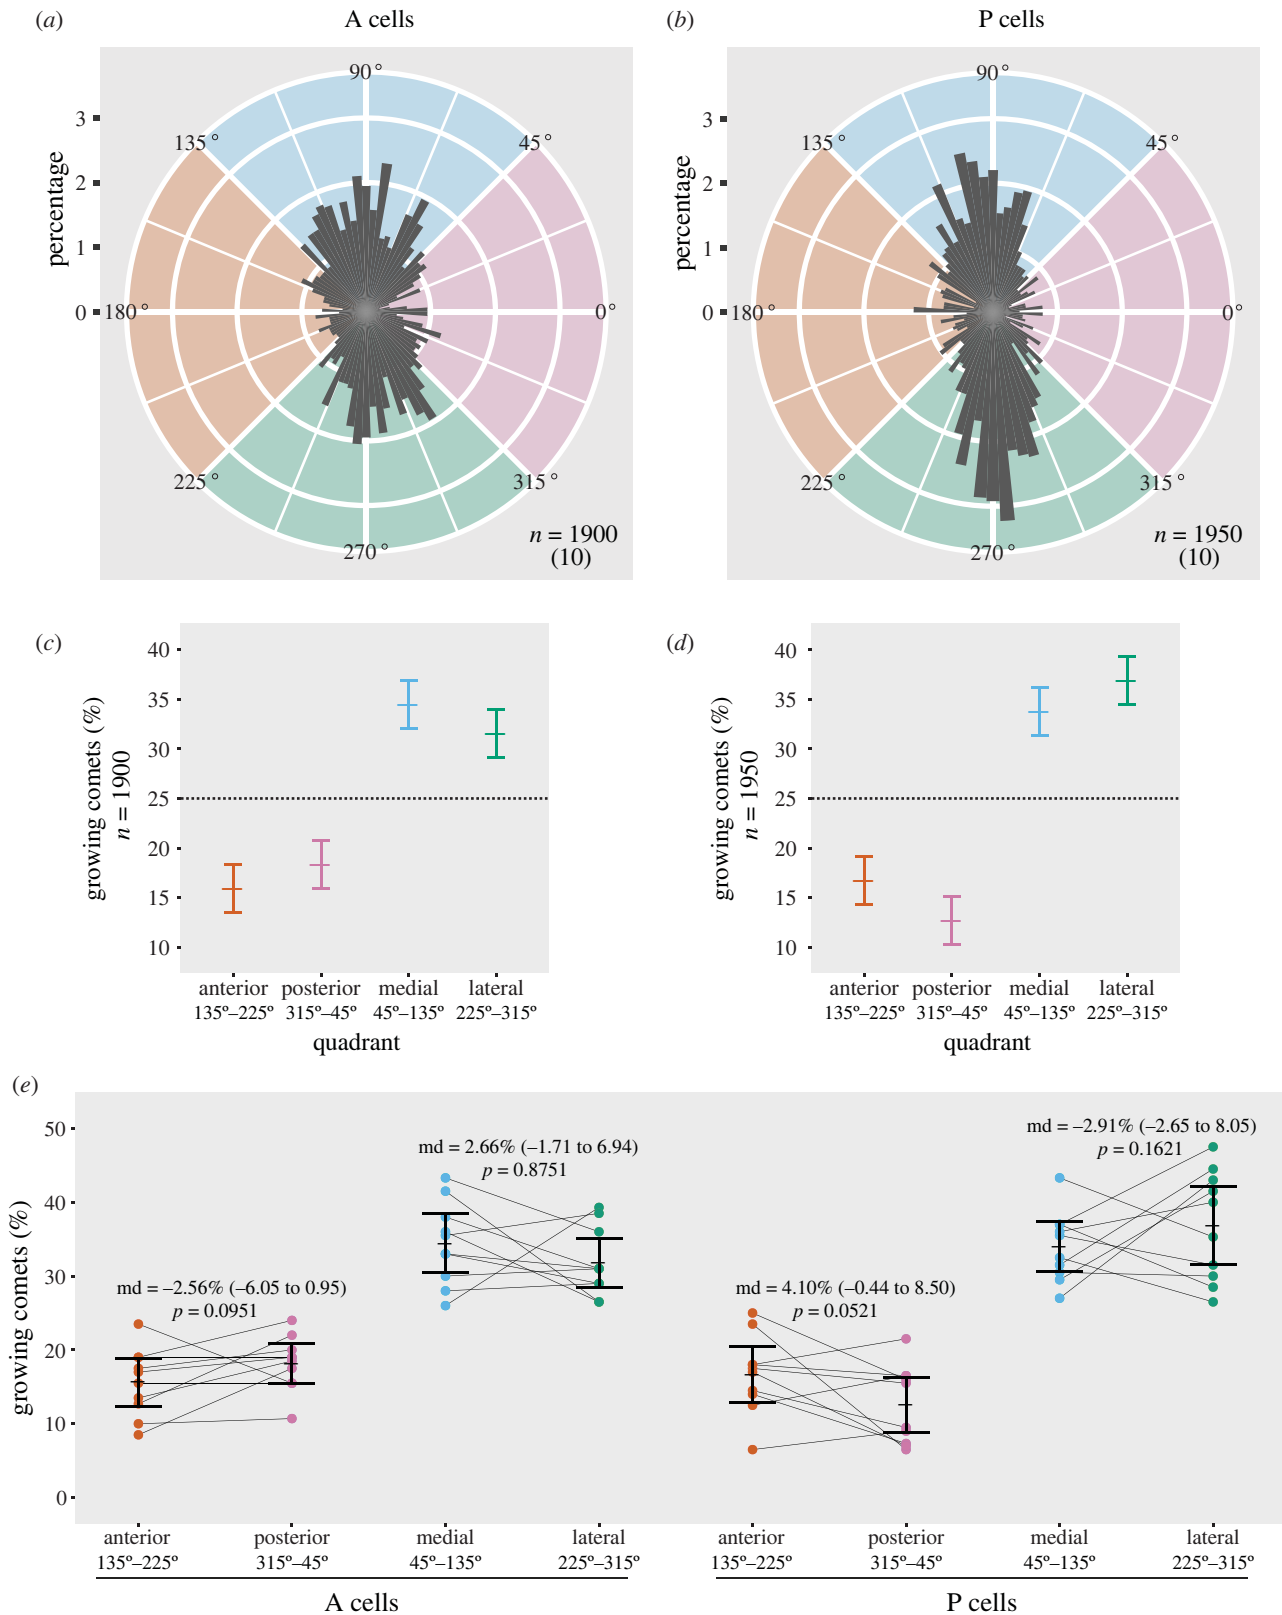 (a)
A cells
(b)
P cells
percentage
3
2
1
0
90°
45°
0°
315°
270°
225°
180°
135°
n = 1900
(10)
percentage
3
2
1
0
90°
45°
0°
315°
270°
225°
180°
135°
n = 1950
(10)
(c)
growing comets (%)
n = 1900
40
35
30
25
20
15
10
anterior posterior medial lateral
135º–225º 315º–45º 45º–135º 225º–315º
quadrant
(d)
growing comets (%)
n = 1950
40
35
30
25
20
15
10
anterior posterior medial lateral
135º–225º 315º–45º 45º–135º 225º–315º
quadrant
(e)
growing comets (%)
50
40
30
20
10
0
md = –2.56% (–6.05 to 0.95)
p = 0.0951
md = 2.66% (–1.71 to 6.94)
p = 0.8751
md = 4.10% (–0.44 to 8.50)
p = 0.0521
md = –2.91% (–2.65 to 8.05)
p = 0.1621
anterior posterior medial lateral anterior posterior medial lateral
135º–225º 315º–45º 45º–135º 225º–315º 135º–225º 315º–45º 45º–135º 225º–315º
A cells P cells